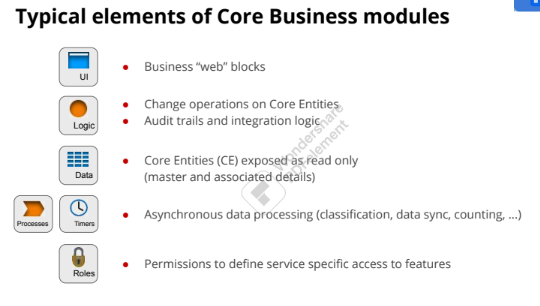 Typical elements of Core Business modules
UI
Business “web” blocks
Logic
Change operations on Core Entities
Audit trails and integration logic
Data
Core Entities (CE) exposed as read only
(master and associated details)
Processes
Timers
Asynchronous data processing (classification, data sync, counting, ...)
Roles
Permissions to define service specific access to features
Wondershare
PDFelement